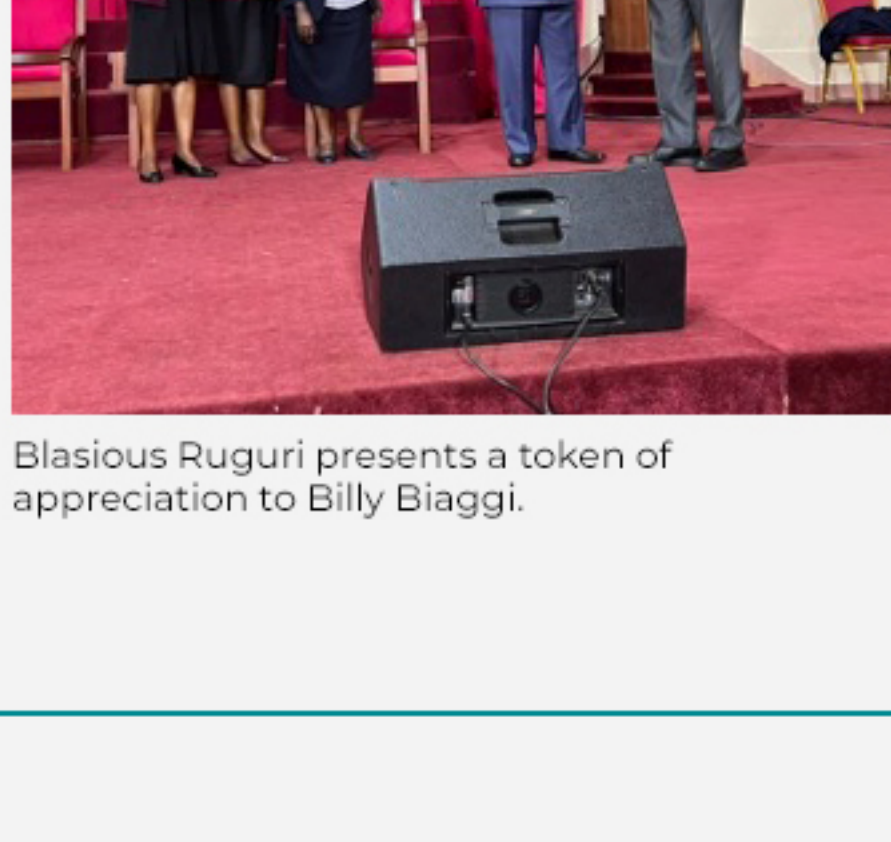 Blasious Ruguri presents a token of
appreciation to Billy Biaggi.